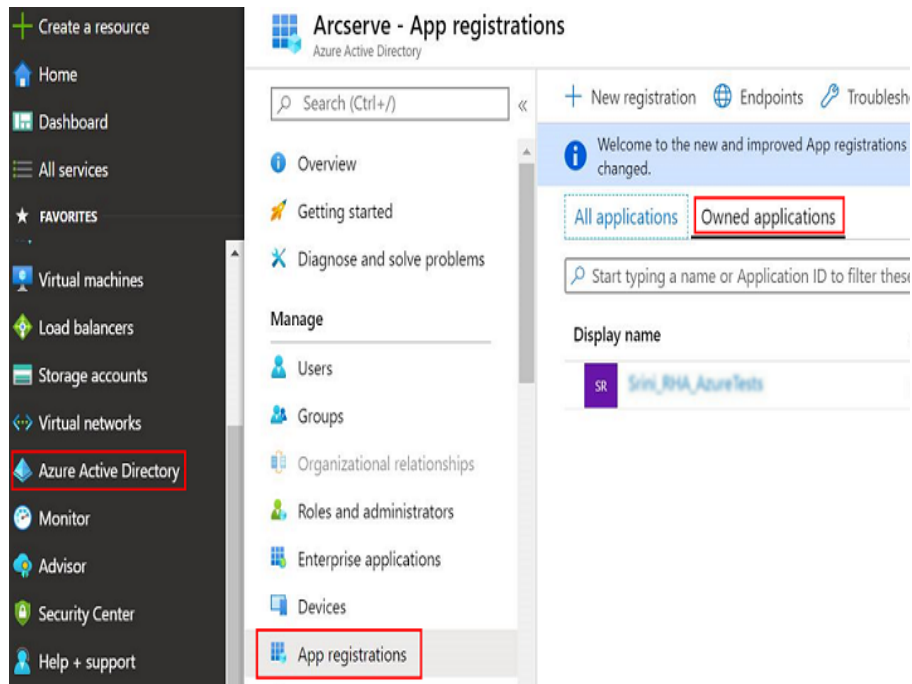 Create a resource
Home
Dashboard
All services
FAVORITES
Virtual machines
Load balancers
Storage accounts
Virtual networks
Azure Active Directory
Monitor
Advisor
Security Center
Help + support
Arcserve - App registrations
Azure Active Directory
Search (Ctrl+/)
Overview
Getting started
Diagnose and solve problems
Manage
Users
Groups
Organizational relationships
Roles and administrators
Enterprise applications
Devices
App registrations
New registration Endpoints Troublesh
Welcome to the new and improved App registrations
changed.
All applications Owned applications
Start typing a name or Application ID to filter these
Display name
SR Srini_RHA_AzureTests